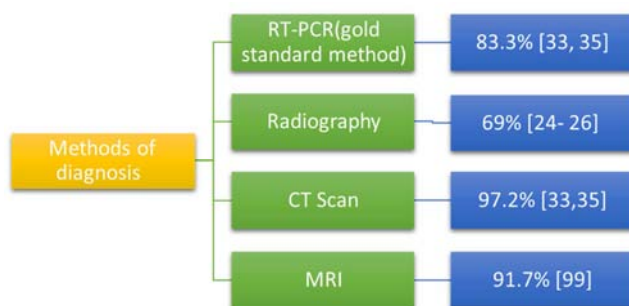 RT-PCR(gold
standard method)
83.3% [33, 35]
Radiography
69% [24- 26]
Methods of
diagnosis
CT Scan
97.2% [33,35]
MRI
91.7% [99]